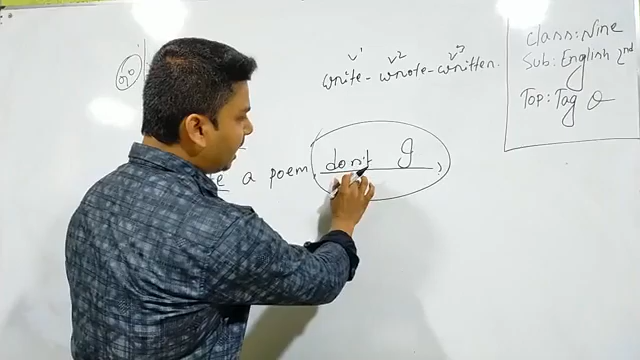 Class: Nine
Sub: English 2nd
Top: Tag Q
v1 v2 v3
write - wrote - written.
a poem, don't I,